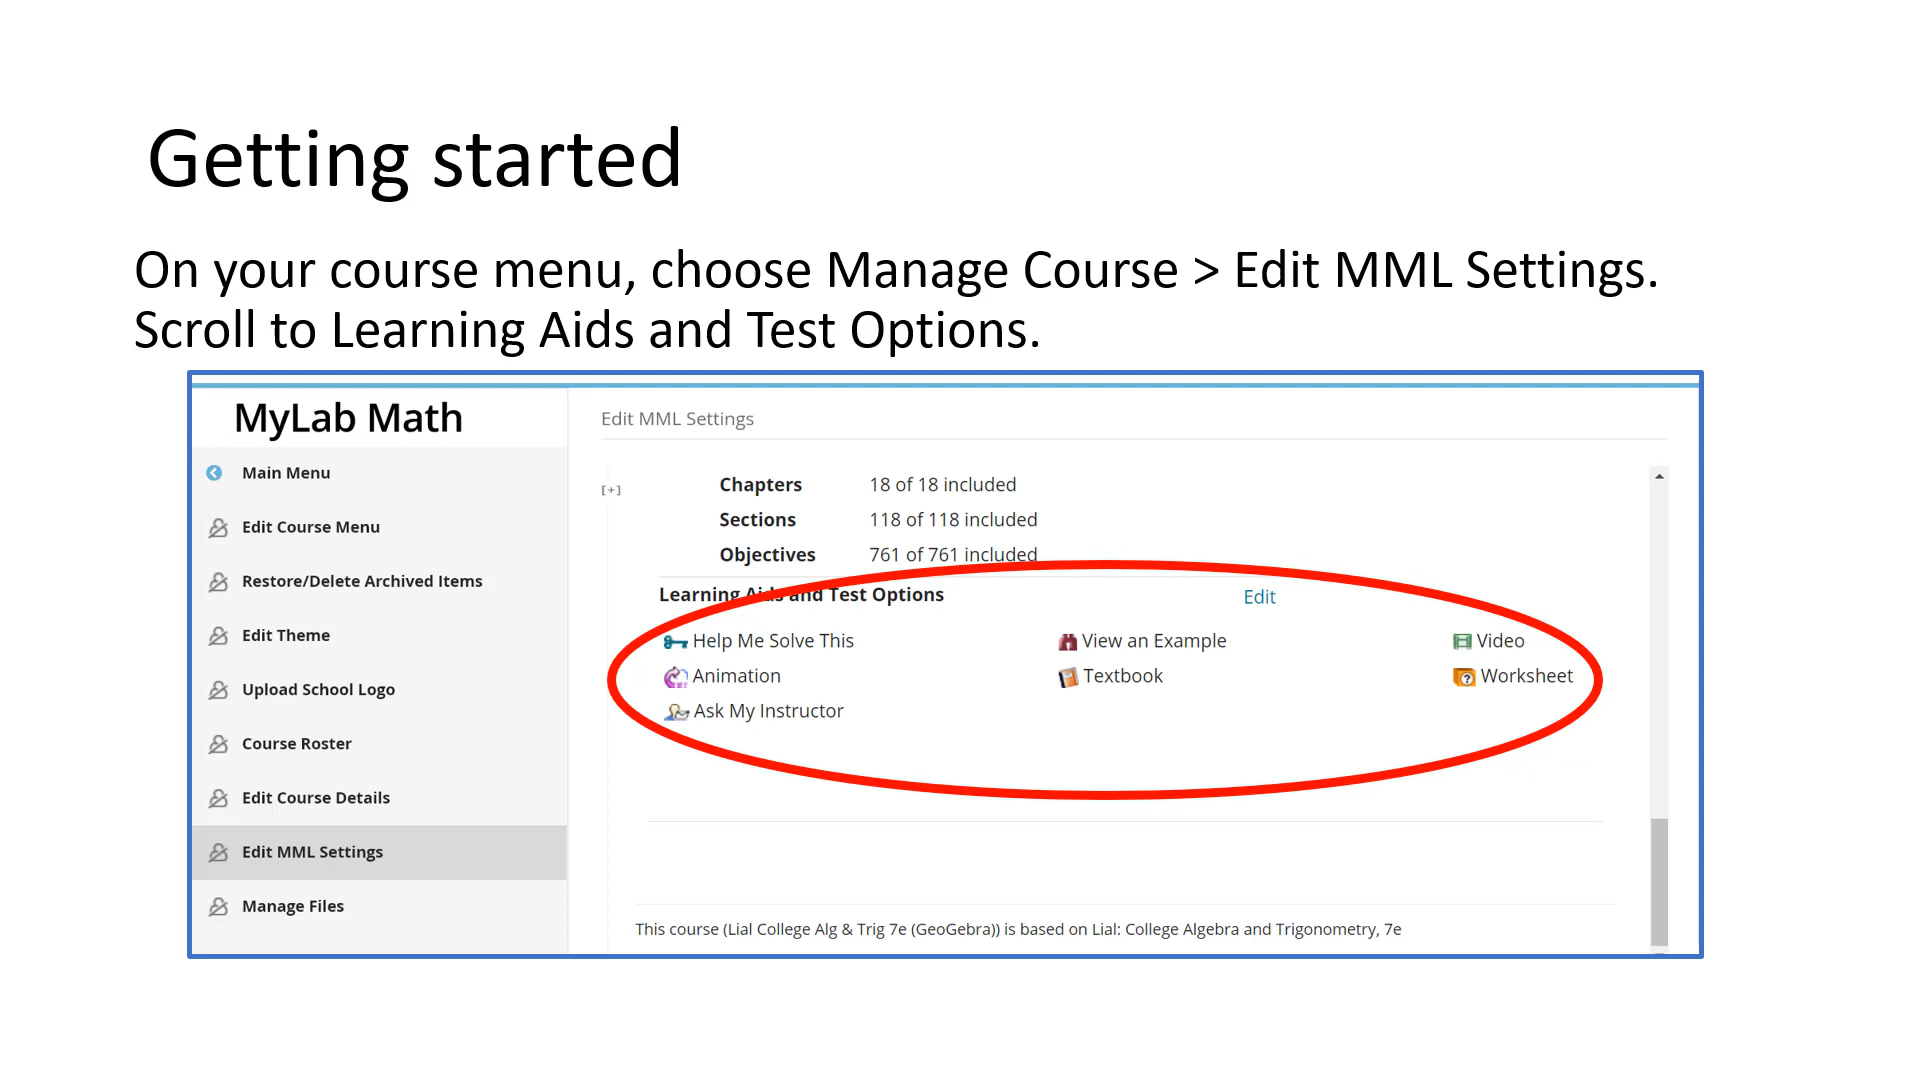 Getting started
On your course menu, choose Manage Course > Edit MML Settings.
Scroll to Learning Aids and Test Options.
MyLab Math
Main Menu
Edit Course Menu
Restore/Delete Archived Items
Edit Theme
Upload School Logo
Course Roster
Edit Course Details
Edit MML Settings
Manage Files
Edit MML Settings
[+]
Chapters 18 of 18 included
Sections 118 of 118 included
Objectives 761 of 761 included
Learning Aids and Test Options Edit
Help Me Solve This View an Example Video
Animation Textbook Worksheet
Ask My Instructor
This course (Lial College Alg & Trig 7e (GeoGebra)) is based on Lial: College Algebra and Trigonometry, 7e